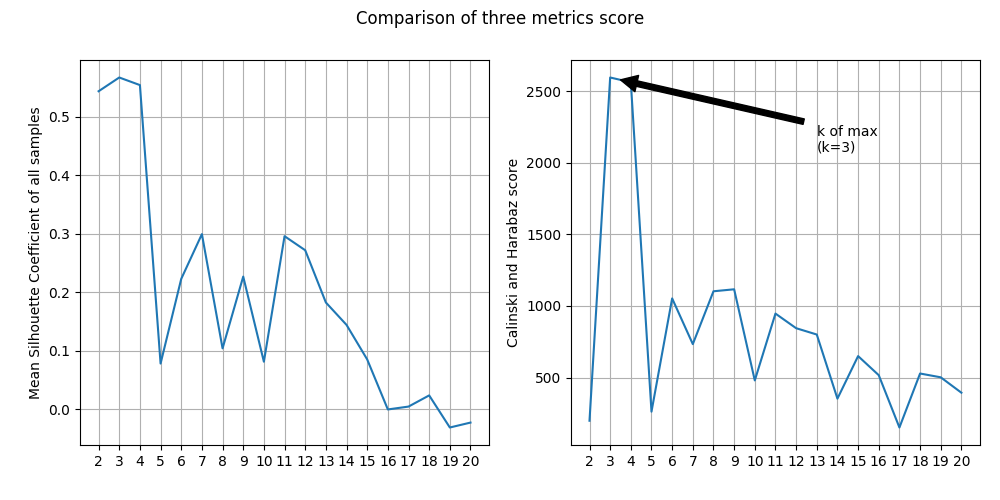 Comparison of three metrics score
Mean Silhouette Coefficient of all samples
0.5
0.4
0.3
0.2
0.1
0.0
2 3 4 5 6 7 8 9 10 11 12 13 14 15 16 17 18 19 20
Calinski and Harabaz score
2500
2000
1500
1000
500
k of max
(k=3)
2 3 4 5 6 7 8 9 10 11 12 13 14 15 16 17 18 19 20